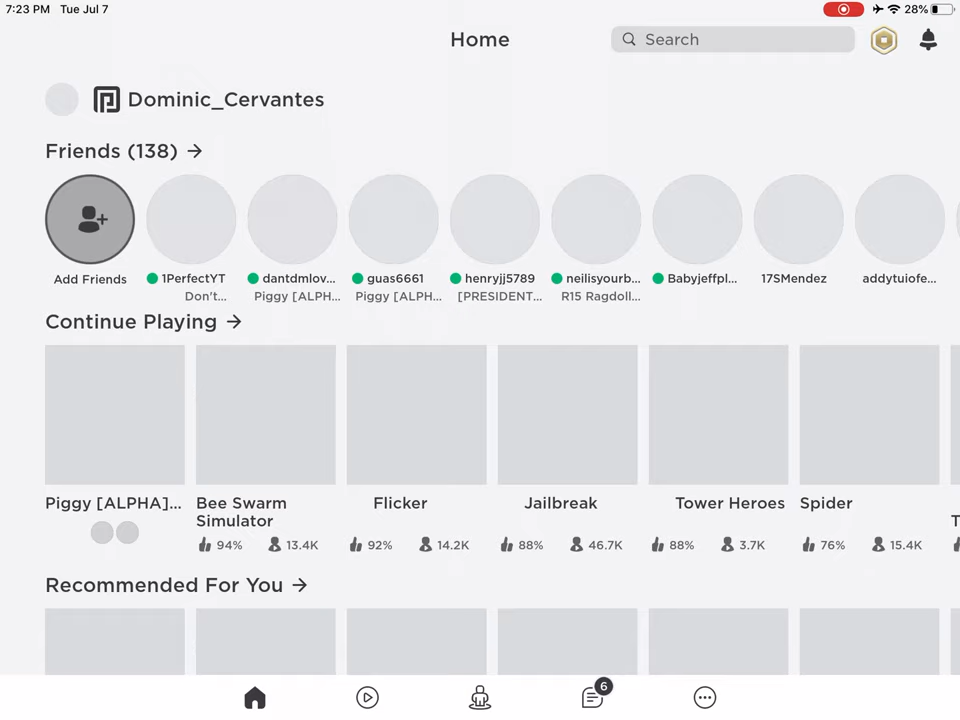 7:23 PM Tue Jul 7
28%
Home
Search
Dominic_Cervantes
Friends (138)
Add Friends
1PerfectYT
Don't...
dantdmlov...
Piggy [ALPH...
guas6661
Piggy [ALPH...
henryjj5789
[PRESIDENT...
neilisyourb...
R15 Ragdoll...
Babyjeffpl...
17SMendez
addytuiofe...
Continue Playing
Piggy [ALPHA]...
Bee Swarm
Simulator
94% 13.4K
Flicker
92% 14.2K
Jailbreak
88% 46.7K
Tower Heroes
88% 3.7K
Spider
76% 15.4K
T
Recommended For You
6